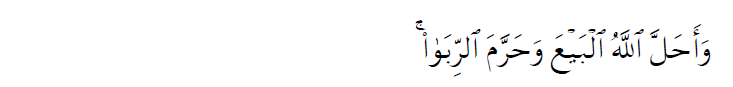 وَأَحَلَّ ٱللَّهُ ٱلْبَيْعَ وَحَرَّمَ ٱلرِّبَوٰا۟ۚ